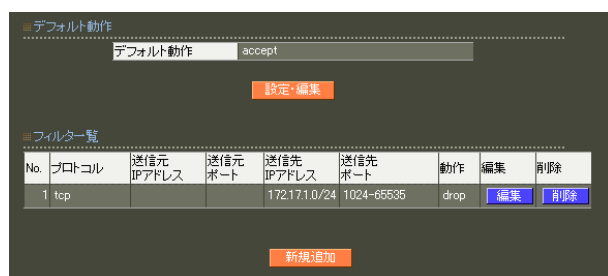 デフォルト動作
デフォルト動作 accept
設定・編集
フィルター覧
No. プロトコル 送信元IPアドレス 送信元ポート 送信先IPアドレス 送信先ポート 動作 編集 削除
1 tcp 172.17.1.0/24 1024-65535 drop 編集 削除
新規追加